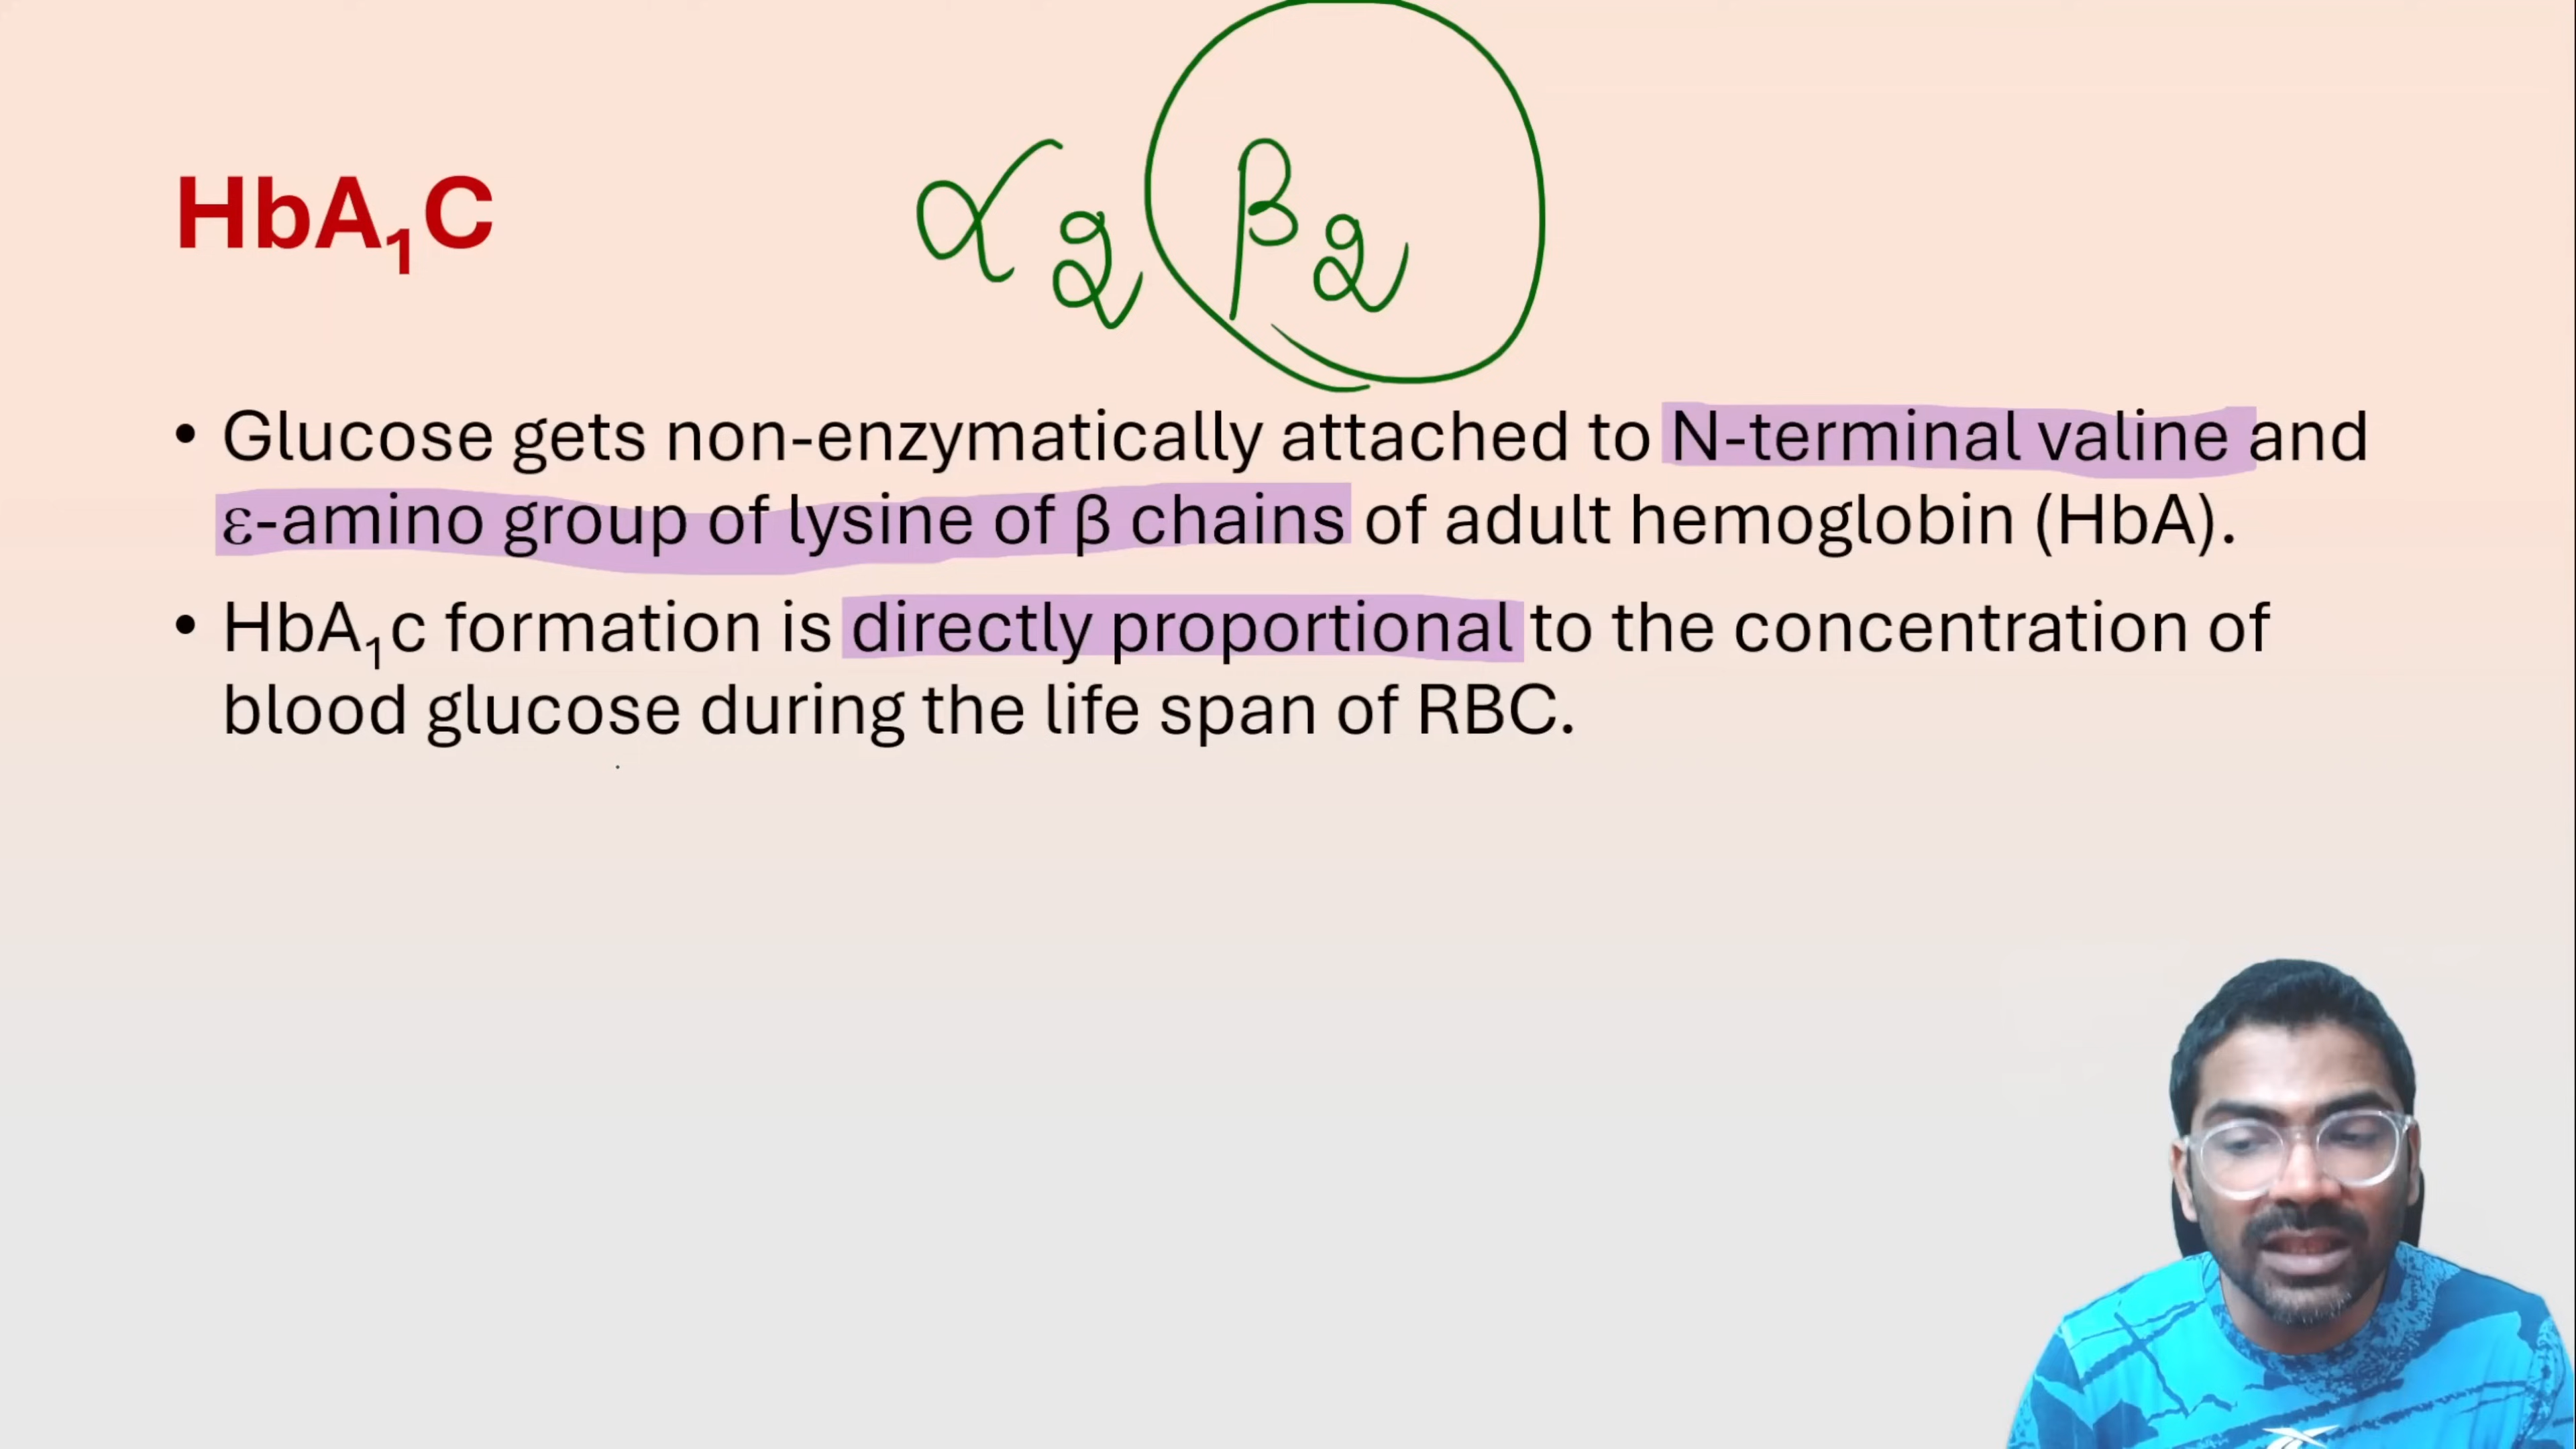 α₂ β₂
HbA₁C
• Glucose gets non-enzymatically attached to N-terminal valine and
ε-amino group of lysine of β chains of adult hemoglobin (HbA).
• HbA₁c formation is directly proportional to the concentration of
blood glucose during the life span of RBC.